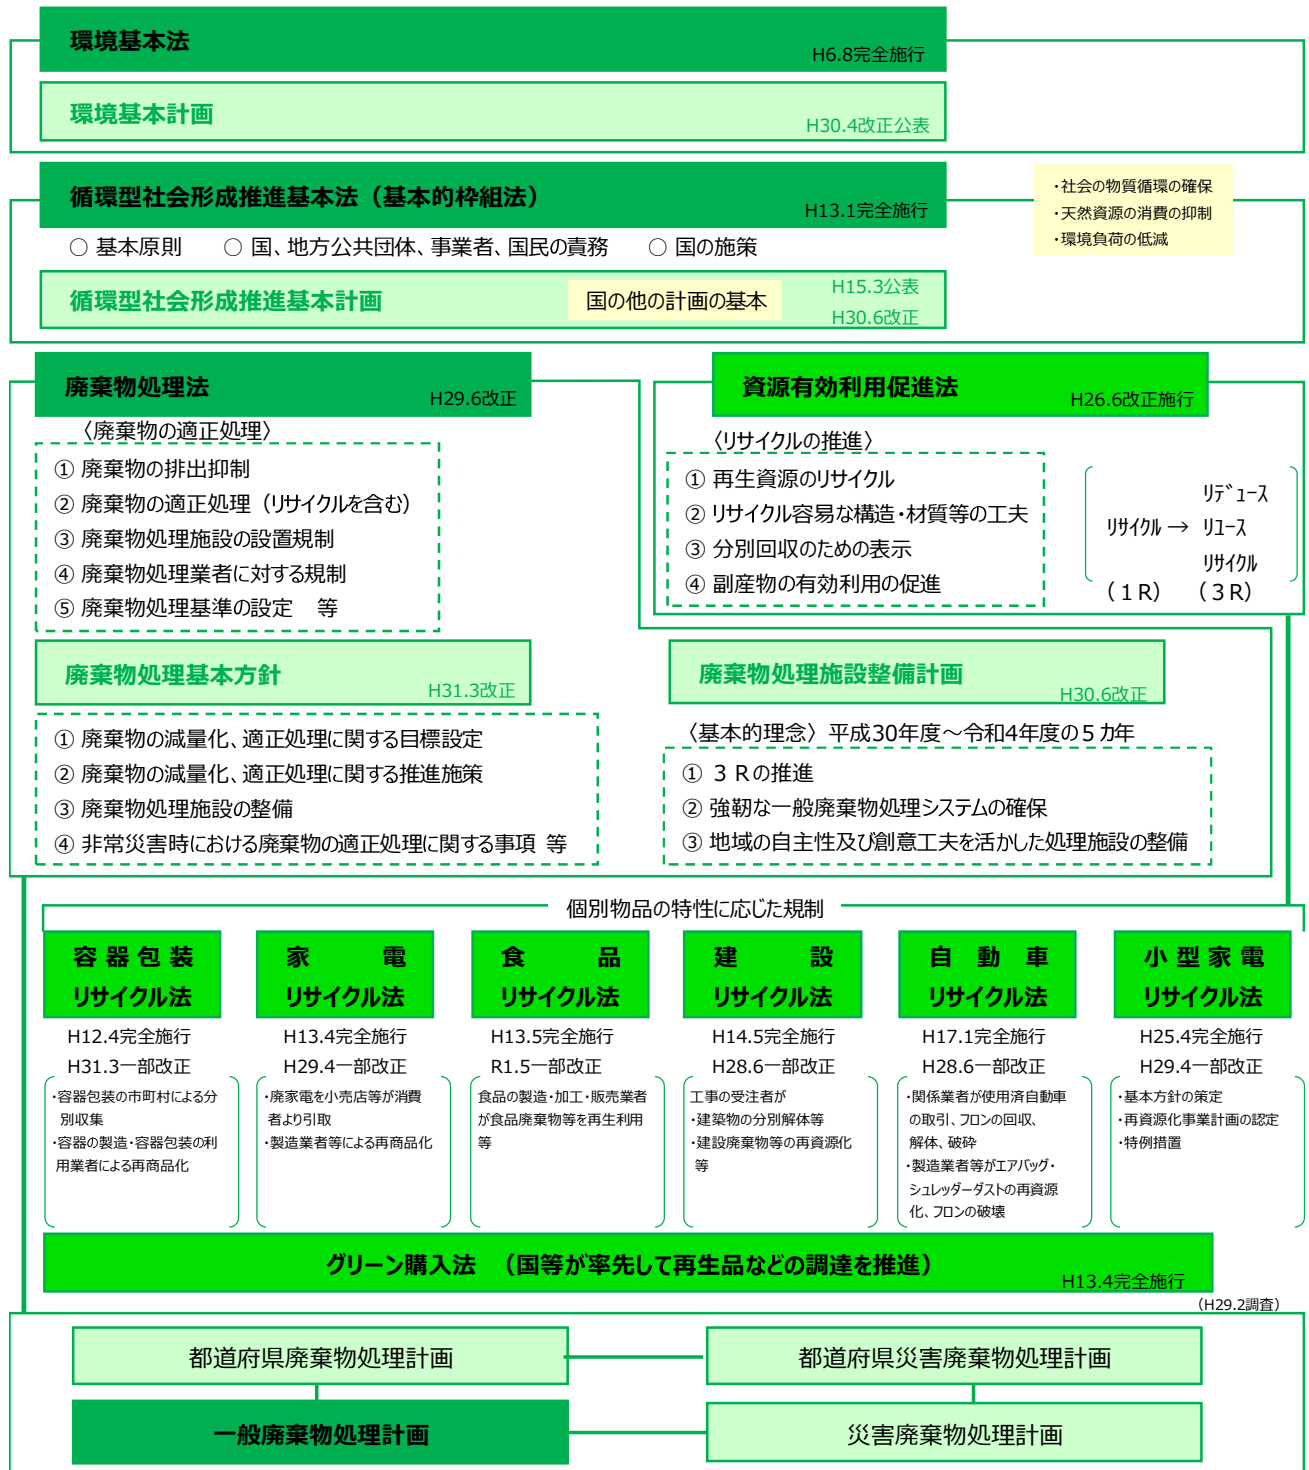 環境基本法
H6.8完全施行
環境基本計画
H30.4改正公表
循環型社会形成推進基本法（基本的枠組法）
H13.1完全施行
・社会の物質循環の確保
・天然資源の消費の抑制
・環境負荷の低減
○ 基本原則　○ 国、地方公共団体、事業者、国民の責務　○ 国の施策
循環型社会形成推進基本計画
国の他の計画の基本
H15.3公表
H30.6改正
廃棄物処理法
H29.6改正
〈廃棄物の適正処理〉
① 廃棄物の排出抑制
② 廃棄物の適正処理（リサイクルを含む）
③ 廃棄物処理施設の設置規制
④ 廃棄物処理業者に対する規制
⑤ 廃棄物処理基準の設定　等
資源有効利用促進法
H26.6改正施行
〈リサイクルの推進〉
① 再生資源のリサイクル
② リサイクル容易な構造・材質等の工夫
③ 分別回収のための表示
④ 副産物の有効利用の促進
リデュース
リサイクル → リユース
リサイクル
（１R）　（３R）
廃棄物処理基本方針
H31.3改正
① 廃棄物の減量化、適正処理に関する目標設定
② 廃棄物の減量化、適正処理に関する推進施策
③ 廃棄物処理施設の整備
④ 非常災害時における廃棄物の適正処理に関する事項 等
廃棄物処理施設整備計画
H30.6改正
〈基本的理念〉平成30年度～令和4年度の５カ年
① ３Ｒの推進
② 強靭な一般廃棄物処理システムの確保
③ 地域の自主性及び創意工夫を活かした処理施設の整備
個別物品の特性に応じた規制
容器包装
リサイクル法
H12.4完全施行
H31.3一部改正
・容器包装の市町村による分
別収集
・容器の製造・容器包装の利
用業者による再商品化
家電
リサイクル法
H13.4完全施行
H29.4一部改正
・廃家電を小売店等が消費
者より引取
・製造業者等による再商品化
食品
リサイクル法
H13.5完全施行
R1.5一部改正
食品の製造・加工・販売業者
が食品廃棄物等を再生利用
等
建設
リサイクル法
H14.5完全施行
H28.6一部改正
工事の受注者が
・建築物の分別解体等
・建設廃棄物等の再資源化
等
自動車
リサイクル法
H17.1完全施行
H28.6一部改正
・関係業者が使用済自動車
の取引、フロンの回収、
解体、破砕
・製造業者等がエアバッグ・
シュレッダーダストの再資源
化、フロンの破壊
小型家電
リサイクル法
H25.4完全施行
H29.4一部改正
・基本方針の策定
・再資源化事業計画の認定
・特例措置
グリーン購入法　（国等が率先して再生品などの調達を推進）
H13.4完全施行
（H29.2調査）
都道府県廃棄物処理計画
都道府県災害廃棄物処理計画
一般廃棄物処理計画
災害廃棄物処理計画